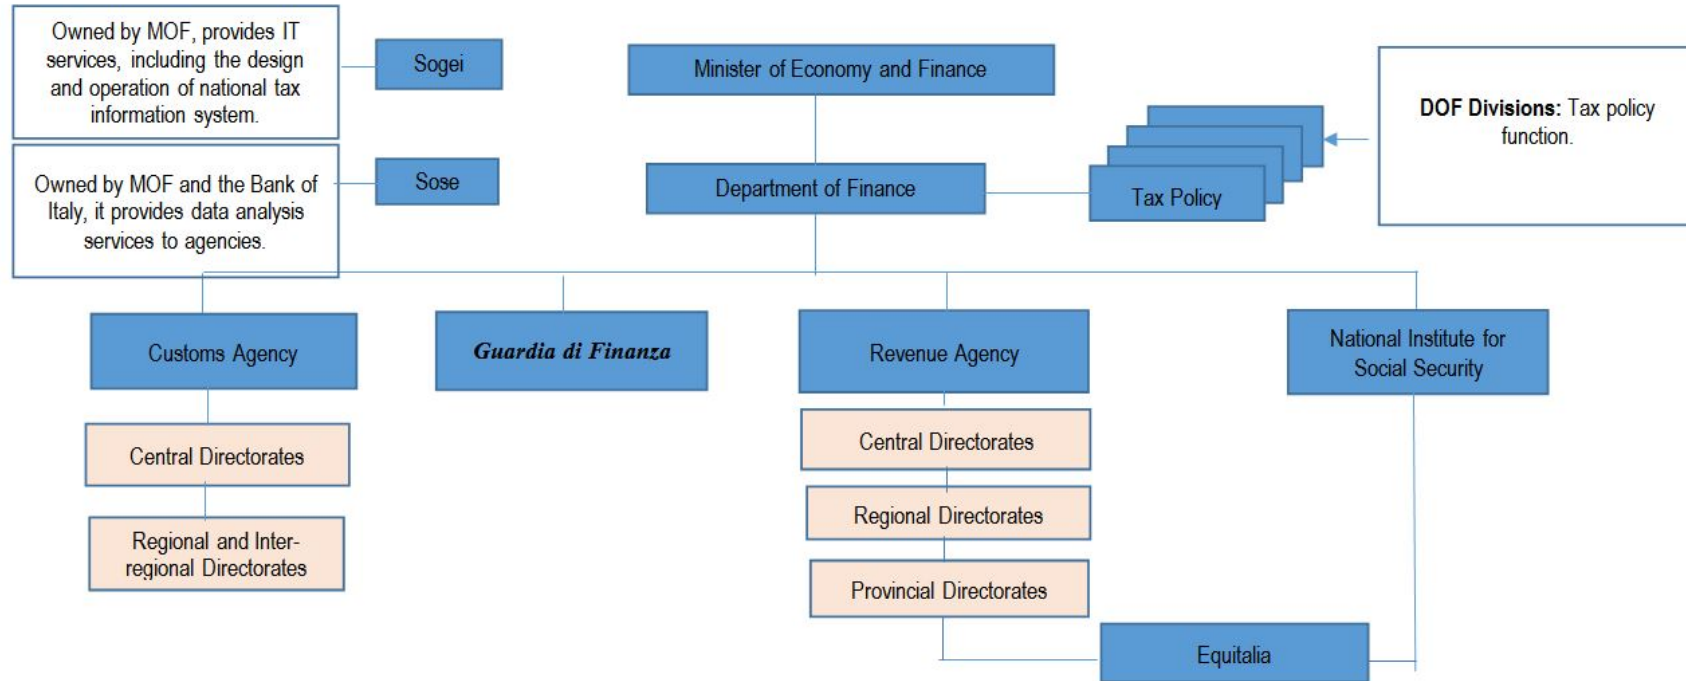 Owned by MOF, provides IT
services, including the design
and operation of national tax
information system.
Sogei
Minister of Economy and Finance
DOF Divisions: Tax policy
function.
Owned by MOF and the Bank of
Italy, it provides data analysis
services to agencies.
Sose
Department of Finance
Tax Policy
Customs Agency
Guardia di Finanza
Revenue Agency
National Institute for
Social Security
Central Directorates
Central Directorates
Regional and Inter-
regional Directorates
Regional Directorates
Provincial Directorates
Equitalia